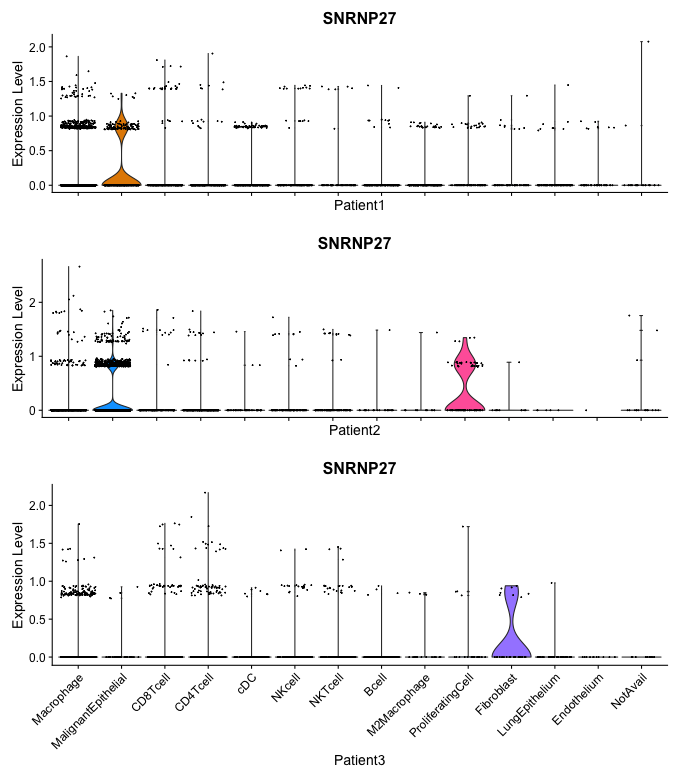 SNRNP27
Expression Level
2.0
1.5
1.0
0.5
0.0
Patient1
SNRNP27
Expression Level
2
1
0
Patient2
SNRNP27
Expression Level
2.0
1.5
1.0
0.5
0.0
Macrophage
MalignantEpithelial
CD8Tcell
CD4Tcell
cDC
NKcell
NKTcell
Bcell
M2Macrophage
ProliferatingCell
Fibroblast
LungEpithelium
Endothelium
NotAvail
Patient3